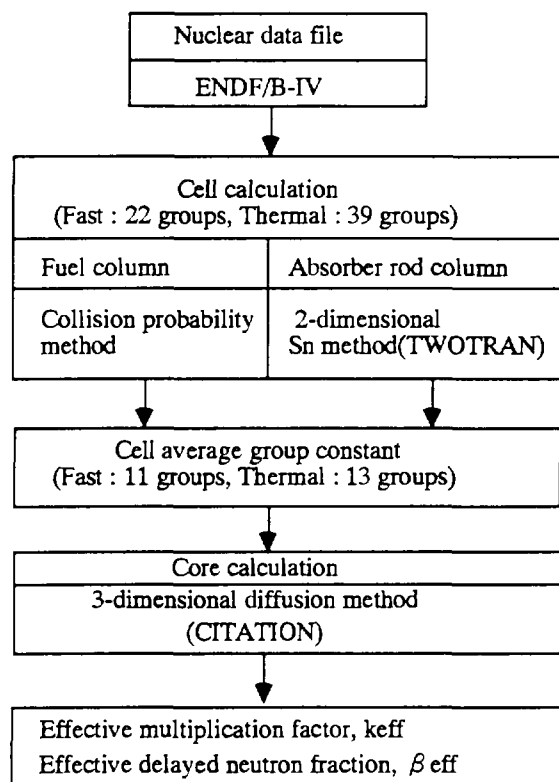 Nuclear data file
ENDF/B-IV
Cell calculation
(Fast : 22 groups, Thermal : 39 groups)
Fuel column
Absorber rod column
Collision probability
method
2-dimensional
Sn method(TWOTRAN)
Cell average group constant
(Fast : 11 groups, Thermal : 13 groups)
Core calculation
3-dimensional diffusion method
(CITATION)
Effective multiplication factor, keff
Effective delayed neutron fraction, β eff